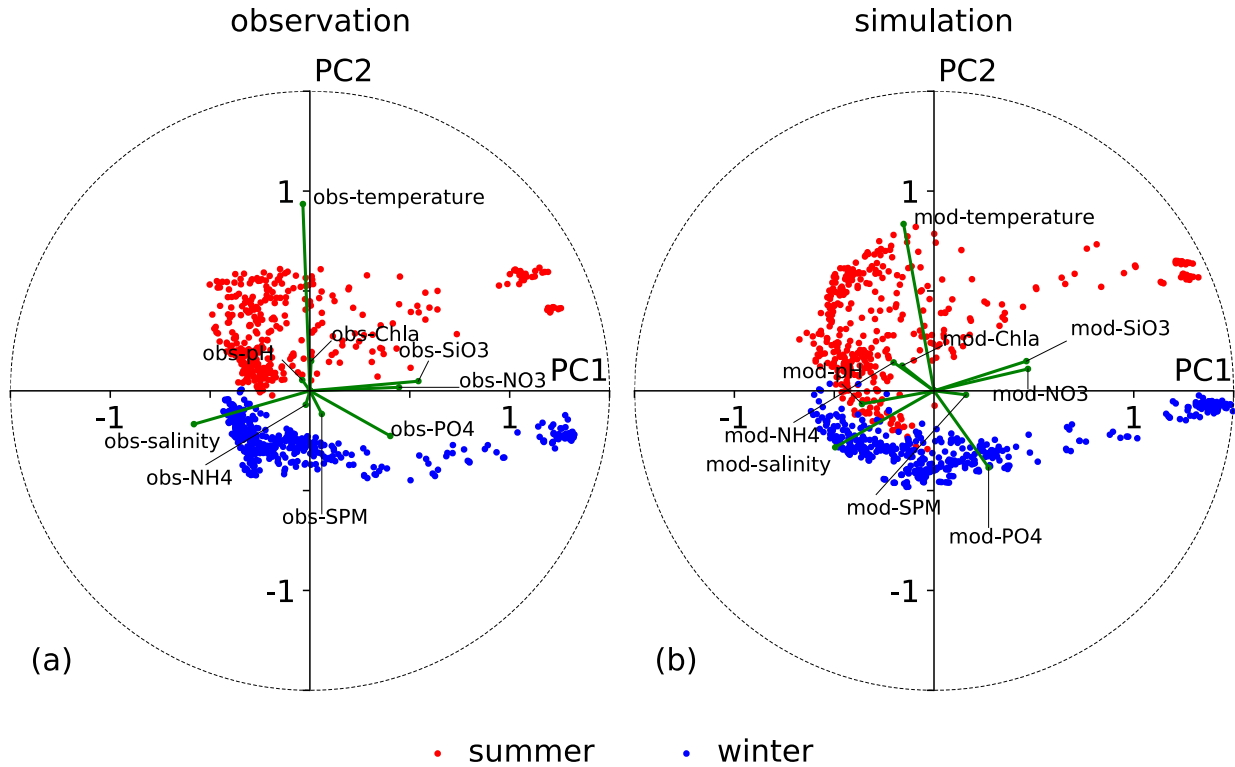 observation
simulation
PC2
PC2
1
obs-temperature
1
mod-temperature
obs-Chla
obs-pH
obs-SiO3
mod-SiO3
mod-Chla
PC1
PC1
obs-NO3
mod-pH
mod-NO3
-1
1
-1
1
obs-salinity
obs-PO4
mod-NH4
mod-salinity
obs-NH4
obs-SPM
mod-SPM
mod-PO4
-1
-1
(a)
(b)
summer
winter